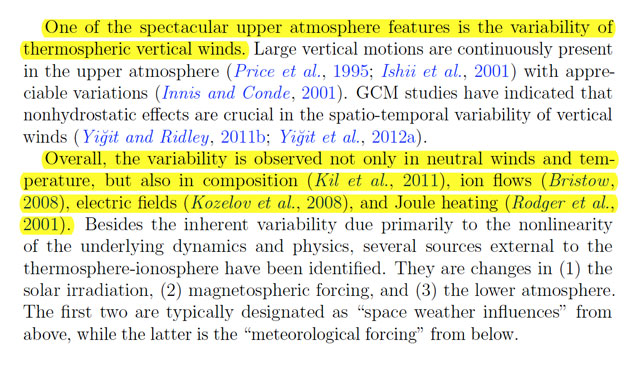 One of the spectacular upper atmosphere features is the variability of
thermospheric vertical winds. Large vertical motions are continuously present
in the upper atmosphere (Price et al., 1995; Ishii et al., 2001) with appre-
ciable variations (Innis and Conde, 2001). GCM studies have indicated that
nonhydrostatic effects are crucial in the spatio-temporal variability of vertical
winds (Yiğit and Ridley, 2011b; Yiğit et al., 2012a).
Overall, the variability is observed not only in neutral winds and tem-
perature, but also in composition (Kil et al., 2011), ion flows (Bristow,
2008), electric fields (Kozelov et al., 2008), and Joule heating (Rodger et al.,
2001). Besides the inherent variability due primarily to the nonlinearity
of the underlying dynamics and physics, several sources external to the
thermosphere-ionosphere have been identified. They are changes in (1) the
solar irradiation, (2) magnetospheric forcing, and (3) the lower atmosphere.
The first two are typically designated as “space weather influences” from
above, while the latter is the “meteorological forcing” from below.